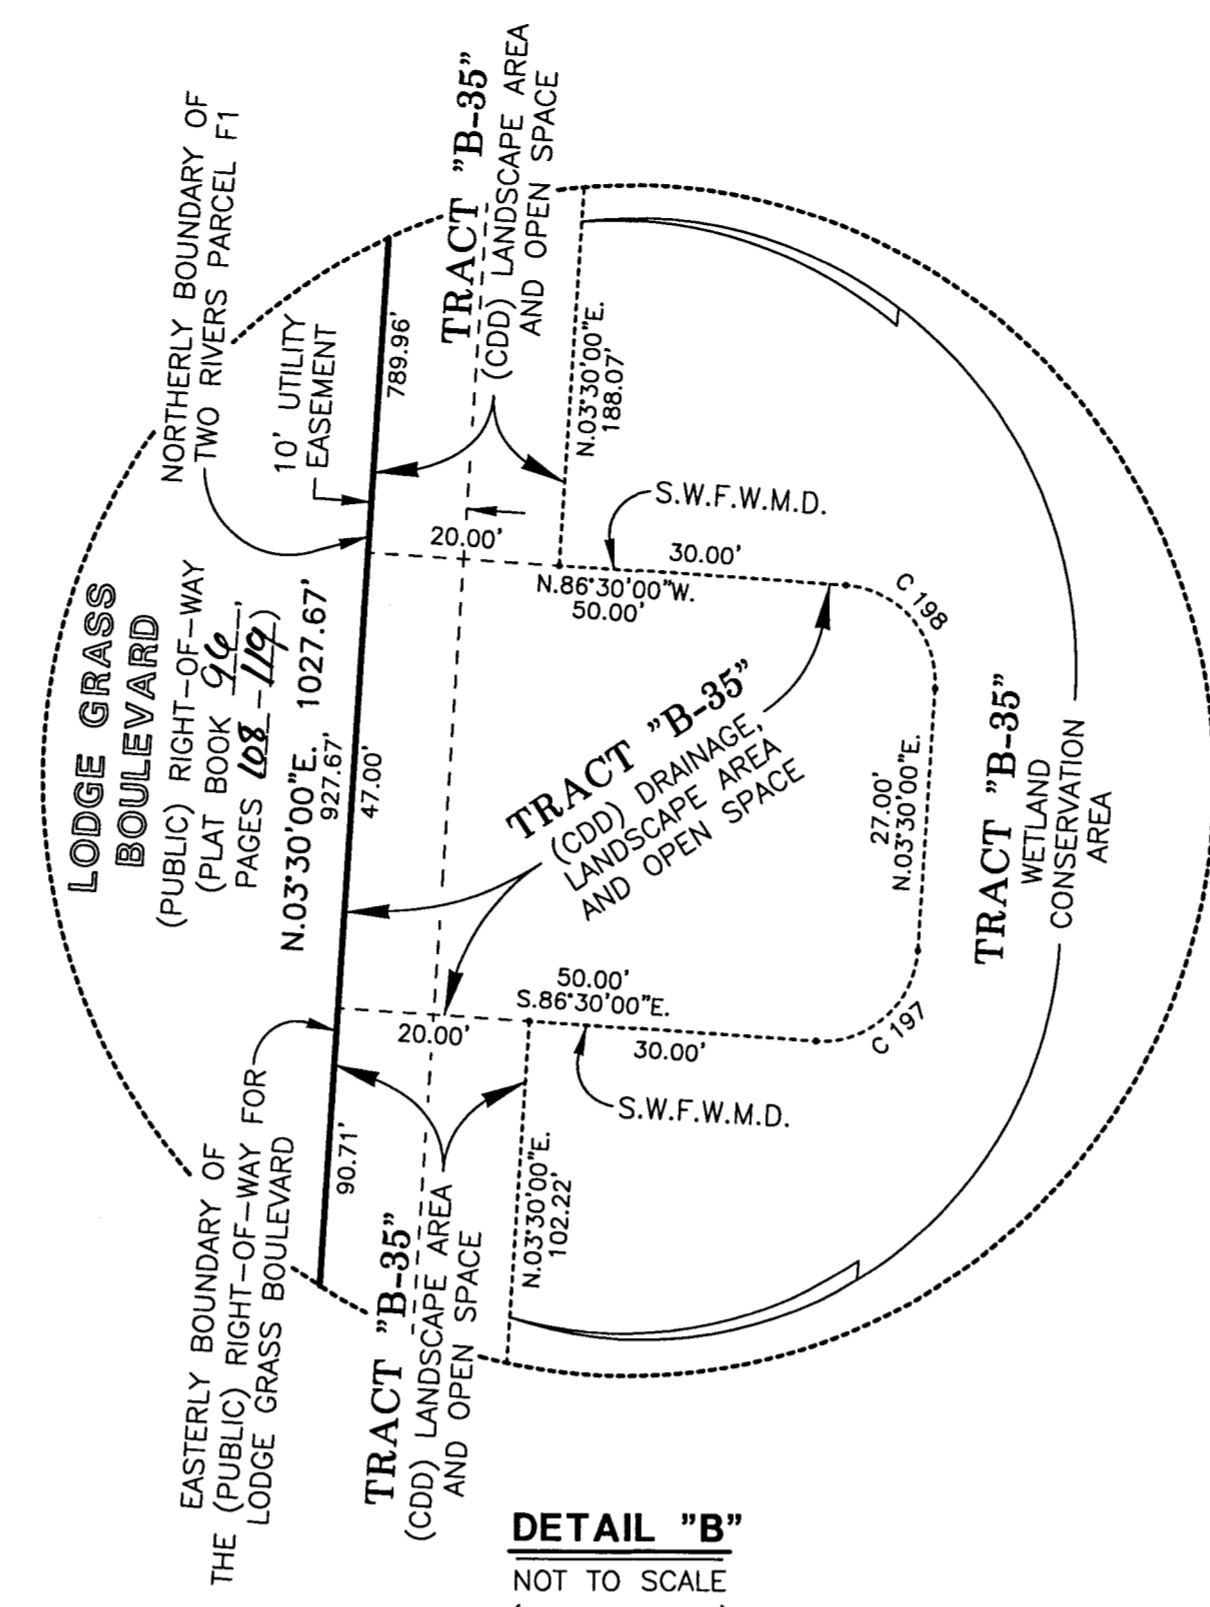 NORTHERLY BOUNDARY OF
TWO RIVERS PARCEL F1
10' UTILITY
EASEMENT
789.96'
TRACT "B-35"
(CDD) LANDSCAPE AREA
AND OPEN SPACE
N.03°30'00"E.
188.07'
S.W.F.W.M.D.
20.00'
30.00'
N.86°30'00"W.
50.00'
C 198
LODGE GRASS
BOULEVARD
(PUBLIC) RIGHT-OF-WAY
(PLAT BOOK 96,
PAGES 108-119)
N.03°30'00"E. 1027.67'
927.67'
47.00'
TRACT "B-35"
(CDD) DRAINAGE,
LANDSCAPE AREA
AND OPEN SPACE
27.00'
N.03°30'00"E.
TRACT "B-35"
WETLAND
CONSERVATION
AREA
50.00'
S.86°30'00"E.
20.00'
30.00'
C 197
S.W.F.W.M.D.
90.71'
N.03°30'00"E.
102.22'
EASTERLY BOUNDARY OF
THE (PUBLIC) RIGHT-OF-WAY FOR
LODGE GRASS BOULEVARD
TRACT "B-35"
(CDD) LANDSCAPE AREA
AND OPEN SPACE
DETAIL "B"
NOT TO SCALE